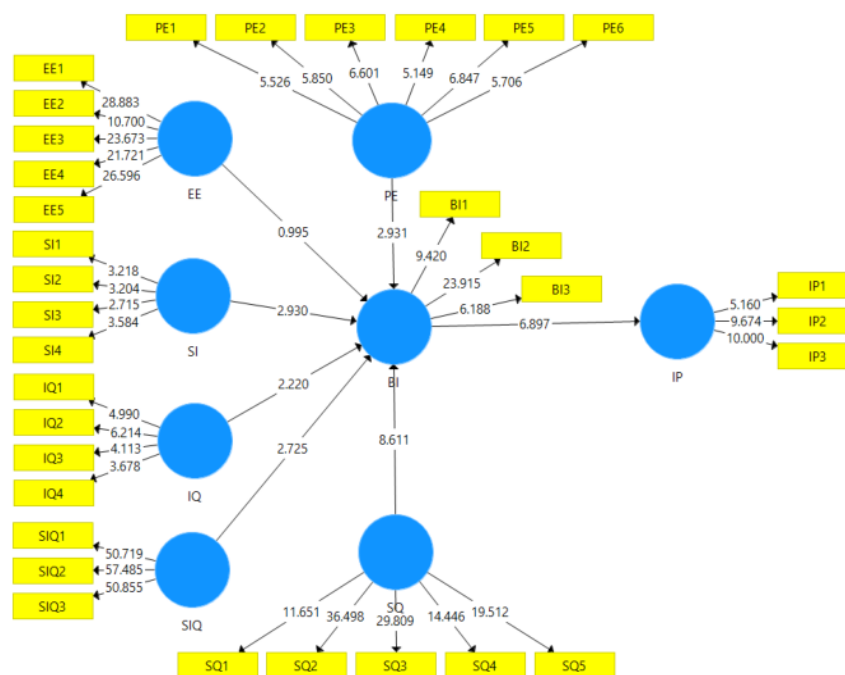 PE1 PE2 PE3 PE4 PE5 PE6
5.526 5.850 6.601 5.149 6.847 5.706
PE
EE1
EE2
EE3
EE4
EE5
28.883
10.700
23.673
21.721
26.596
EE
SI1
SI2
SI3
SI4
3.218
3.204
2.715
3.584
SI
IQ1
IQ2
IQ3
IQ4
4.990
6.214
4.113
3.678
IQ
SIQ1
SIQ2
SIQ3
50.719
57.485
50.855
SIQ
0.995
2.931
2.930
2.220
2.725
8.611
BI1
BI2
BI3
9.420
23.915
6.188
BI
6.897
IP
5.160
9.674
10.000
IP1
IP2
IP3
SQ
11.651 36.498 29.809 14.446 19.512
SQ1 SQ2 SQ3 SQ4 SQ5